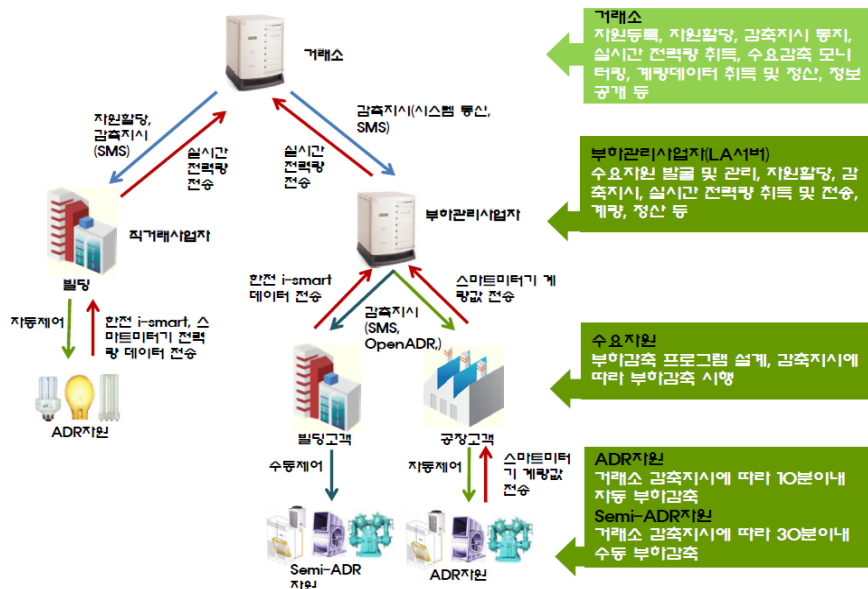 거래소
자원등록, 자원할당, 감축지시 통지,
실시간 전력량 취득, 수요감축 모니
터링, 계량데이터 취득 및 정산, 정보
공개 등
거래소
자원할당,
감축지시
(SMS)
실시간
전력량
전송
감축지시(시스템 통신,
SMS)
실시간
전력량
전송
부하관리사업자(LA서버)
수요자원 발굴 및 관리, 자원할당, 감
축지시, 실시간 전력량 취득 및 전송,
계량, 정산 등
직거래사업자
빌딩
부하관리사업자
자동제어
한전 i-smart, 스
마트미터기 전력
량 데이터 전송
한전 i-smart
데이터 전송
감축지시
(SMS,
OpenADR,)
스마트미터기 계
량값 전송
수요자원
부하감축 프로그램 설계, 감축지시에
따라 부하감축 시행
ADR자원
빌딩고객
공장고객
수동제어
자동제어
스마트미터
기 계량값
전송
ADR자원
거래소 감축지시에 따라 10분이내
자동 부하감축
Semi-ADR자원
거래소 감축지시에 따라 30분이내
수동 부하감축
Semi-ADR
자원
ADR자원